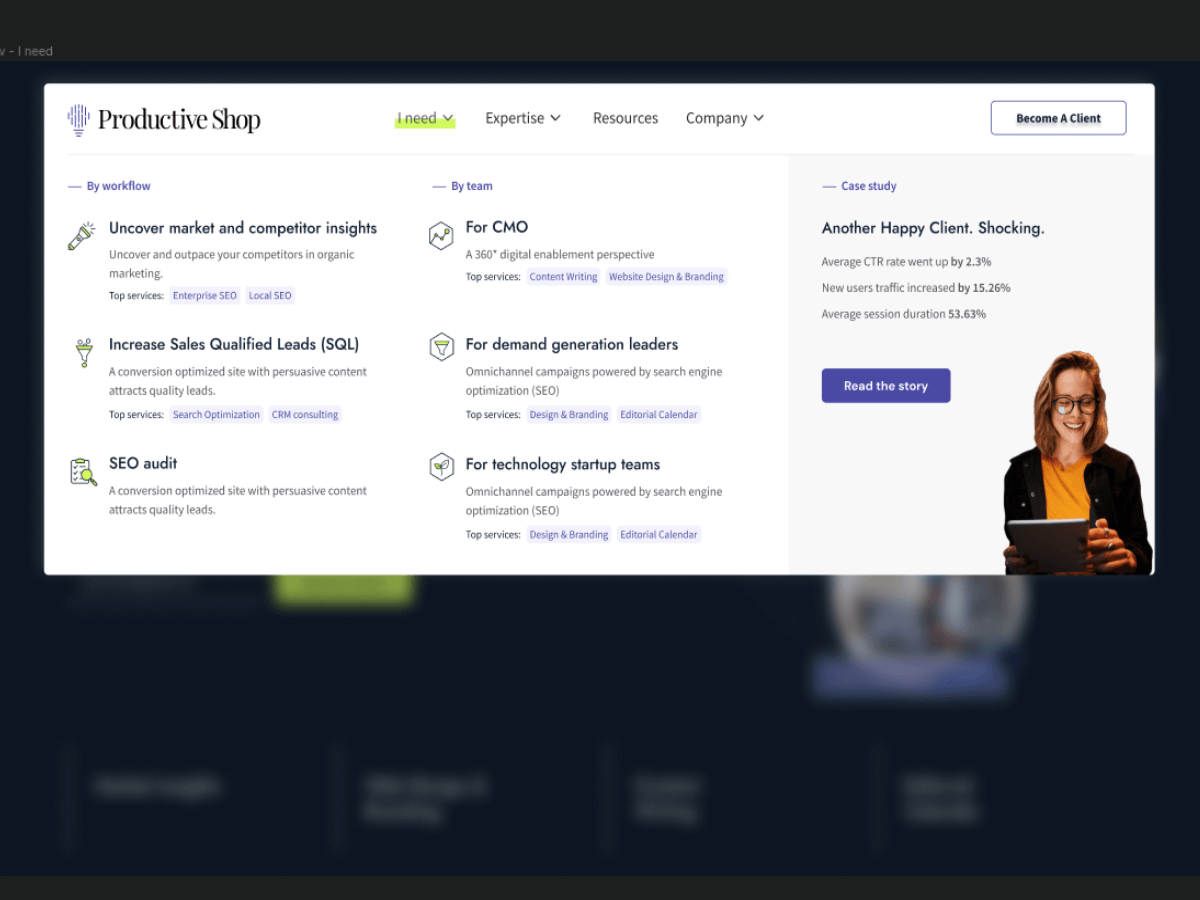 - I need
Productive Shop
I need
Expertise
Resources
Company
Become A Client
By workflow
Uncover market and competitor insights
Uncover and outpace your competitors in organic
marketing.
Top services: Enterprise SEO Local SEO
Increase Sales Qualified Leads (SQL)
A conversion optimized site with persuasive content
attracts quality leads.
Top services: Search Optimization CRM consulting
SEO audit
A conversion optimized site with persuasive content
attracts quality leads.
By team
For CMO
A 360° digital enablement perspective
Top services: Content Writing Website Design & Branding
For demand generation leaders
Omnichannel campaigns powered by search engine
optimization (SEO)
Top services: Design & Branding Editorial Calendar
For technology startup teams
Omnichannel campaigns powered by search engine
optimization (SEO)
Top services: Design & Branding Editorial Calendar
Case study
Another Happy Client. Shocking.
Average CTR rate went up by 2.3%
New users traffic increased by 15.26%
Average session duration 53.63%
Read the story